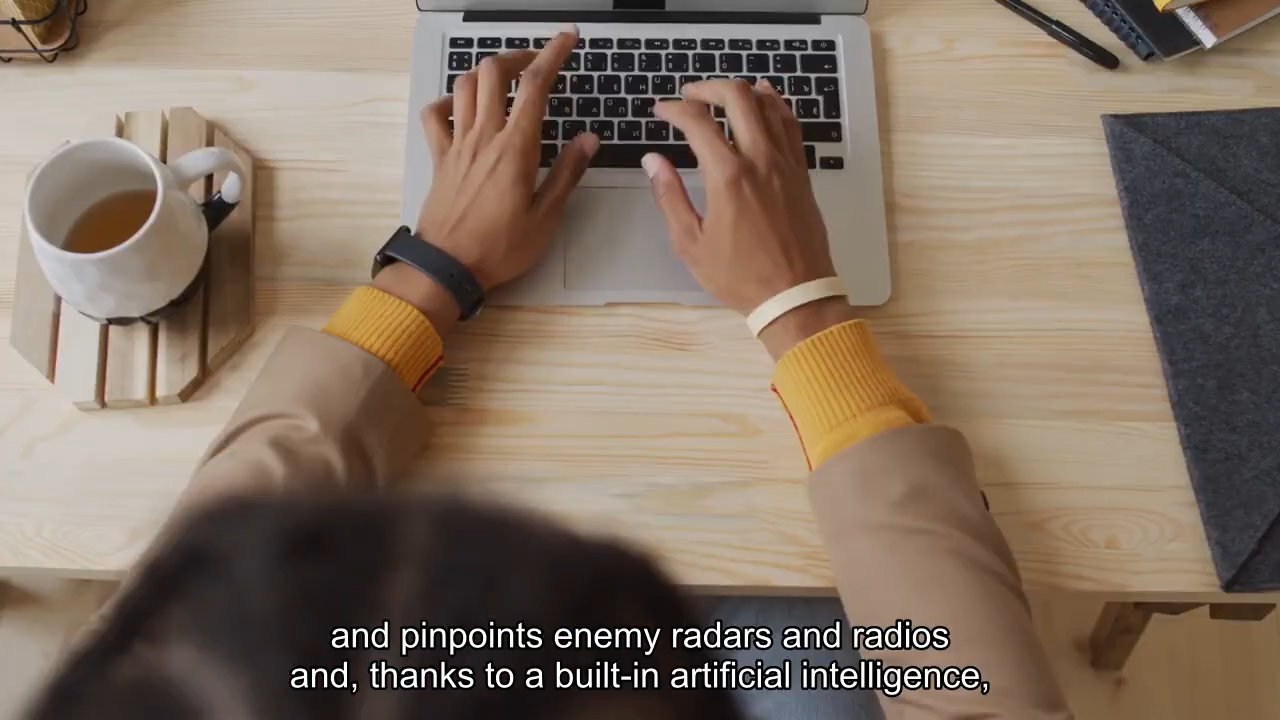 and pinpoints enemy radars and radios
and, thanks to a built-in artificial intelligence,